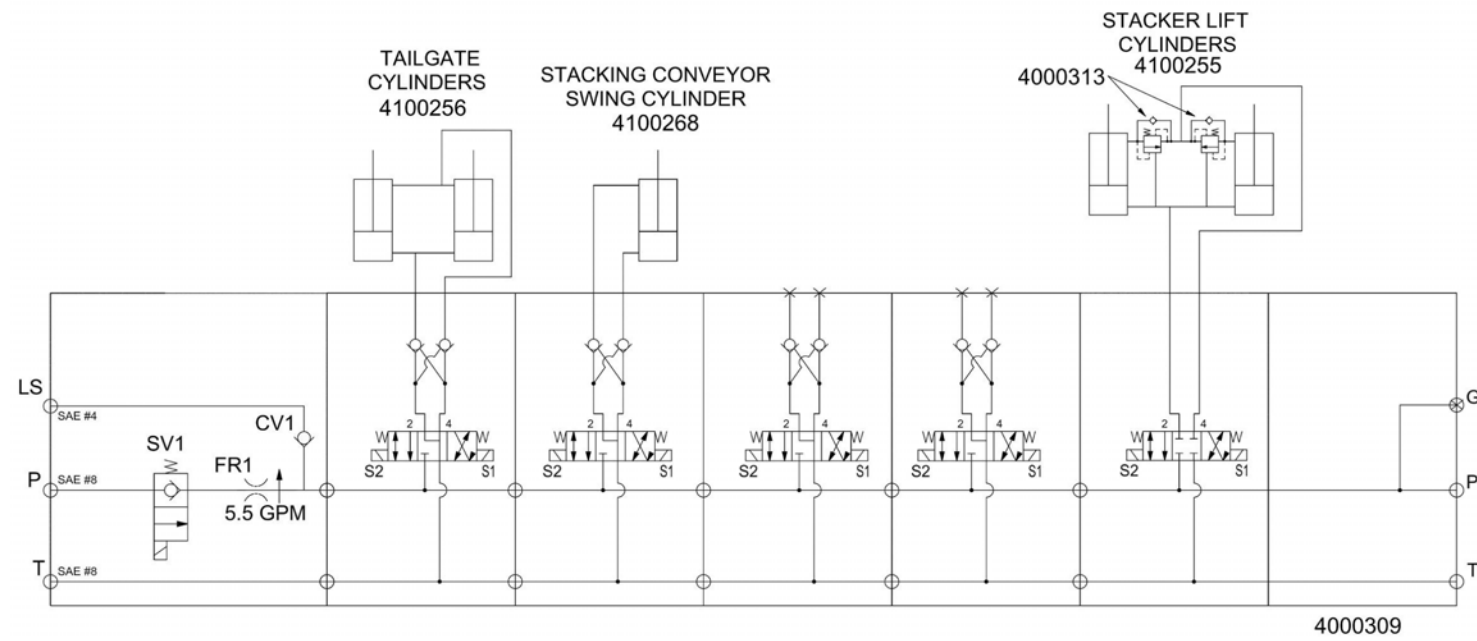 STACKER LIFT
CYLINDERS
4100255
TAILGATE
CYLINDERS
4100256
STACKING CONVEYOR
SWING CYLINDER
4100268
4000313
LS
SAE #4
CV1
SV1
FR1
P
SAE #8
5.5 GPM
T
SAE #8
2 4
S2 S1
2 4
S2 S1
2 4
S2 S1
2 4
S2 S1
2 4
S2 S1
G
P
T
4000309